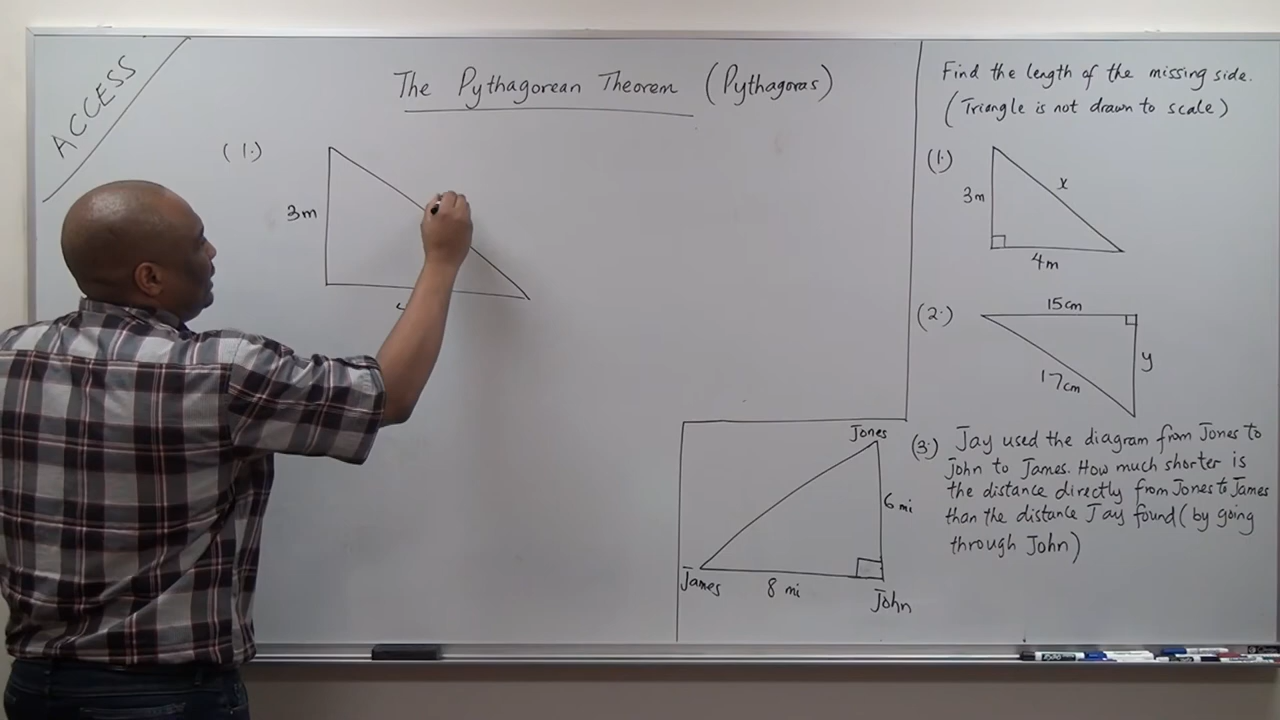 ACCESS
The Pythagorean Theorem (Pythagoras)
(1.)
3m
Find the length of the missing side.
(Triangle is not drawn to scale)
(1.)
3m
x
4m
(2.)
15cm
y
17cm
(3.) Jay used the diagram from Jones to
John to James. How much shorter is
the distance directly from Jones to James
than the distance Jay found (by going
through John)
Jones
6 mi
James
8 mi
John